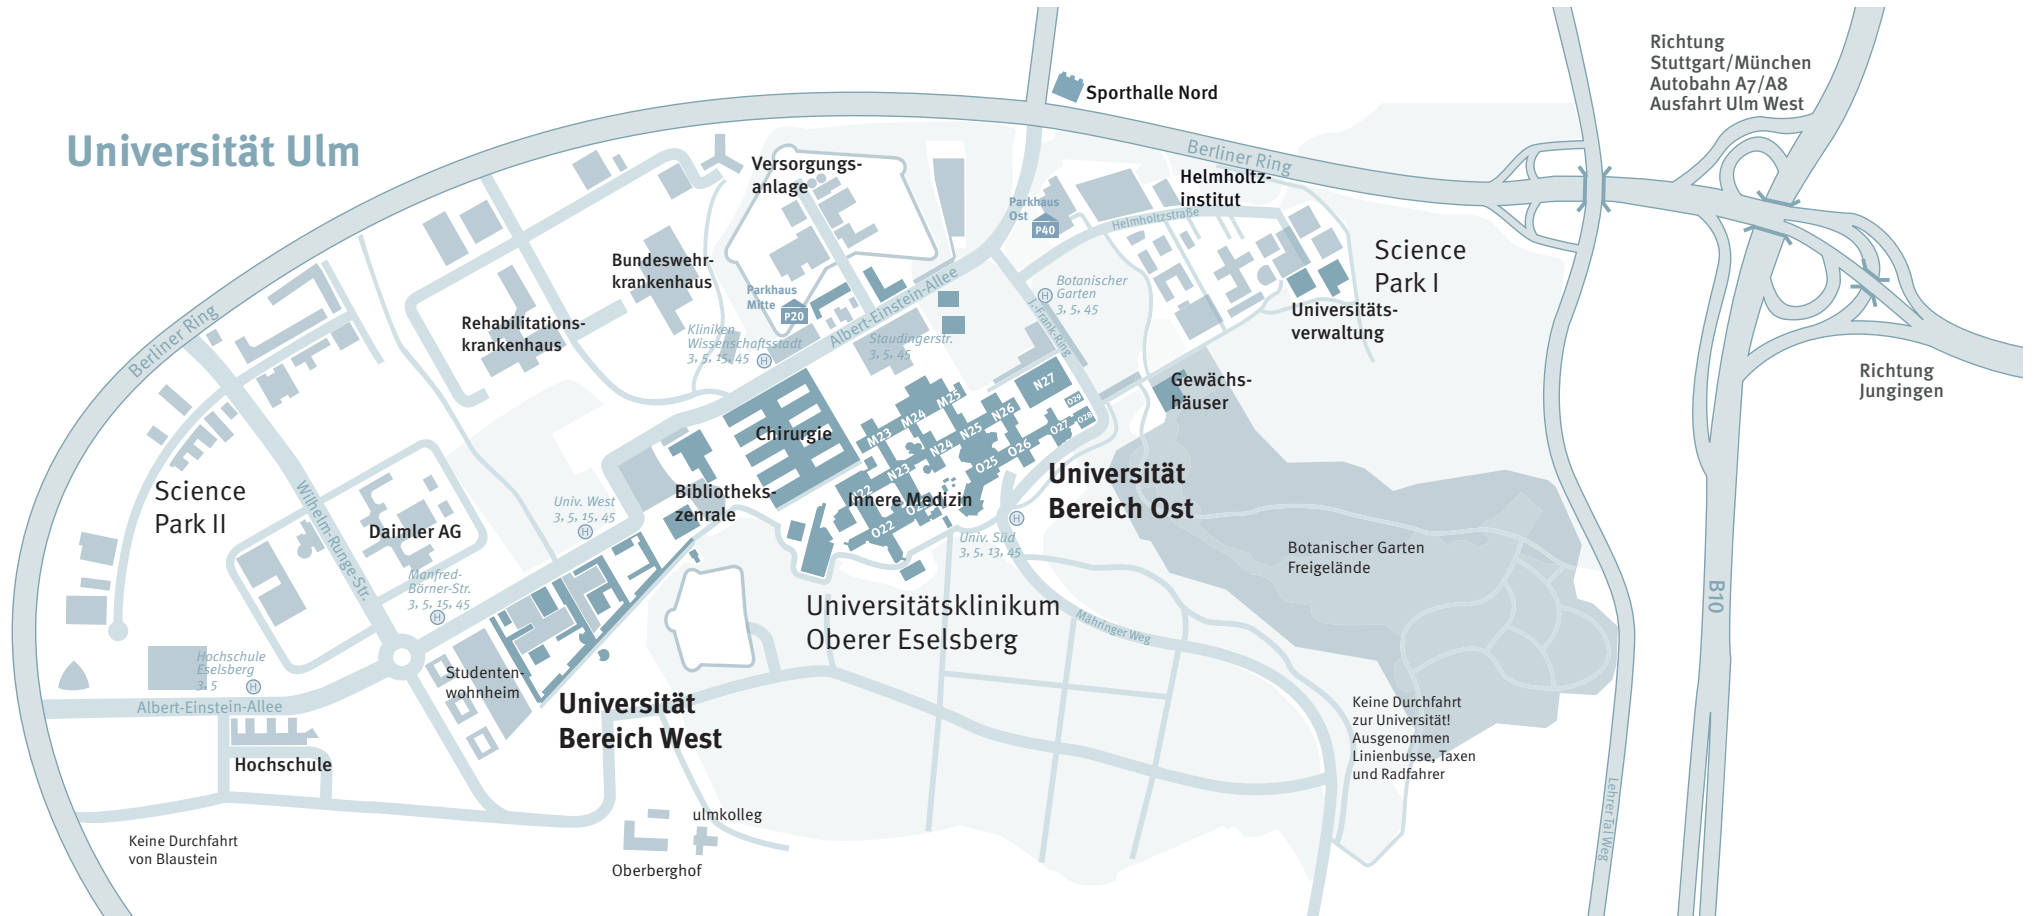 Universität Ulm
Sporthalle Nord
Richtung
Stuttgart/München
Autobahn A7/A8
Ausfahrt Ulm West
Berliner Ring
Versorgungs-
anlage
Helmholtz-
institut
Parkhaus
Ost
P40
Helmholtzstraße
Science
Park I
Bundeswehr-
krankenhaus
Parkhaus
Mitte
P20
Botanischer
Garten
3, 5, 45
H
J.-Frank-Ring
Universitäts-
verwaltung
Albert-Einstein-Allee
Staudingerstr.
3, 5, 45
Kliniken
Wissenschaftsstadt
3, 5, 15, 45
H
Rehabilitations-
krankenhaus
Berliner Ring
Richtung
Jungingen
Gewächs-
häuser
N27
O29
O28
O27
M25
M24
M23
N26
N25
N24
N23
O26
O25
O22
Chirurgie
Innere Medizin
Bibliotheks-
zenrale
Universität
Bereich Ost
Science
Park II
Wilhelm-Runge-Str.
Daimler AG
Univ. West
3, 5, 15, 45
H
Univ. Süd
3, 5, 13, 45
H
Botanischer Garten
Freigelände
Manfred-
Börner-Str.
3, 5, 15, 45
H
Universitätsklinikum
Oberer Eselsberg
Mähringer Weg
B10
Hochschule
Eselsberg
3, 5
H
Albert-Einstein-Allee
Studenten-
wohnheim
Universität
Bereich West
Hochschule
Keine Durchfahrt
zur Universität!
Ausgenommen
Linienbusse, Taxen
und Radfahrer
Lehrer Tal Weg
ulmkolleg
Oberberghof
Keine Durchfahrt
von Blaustein